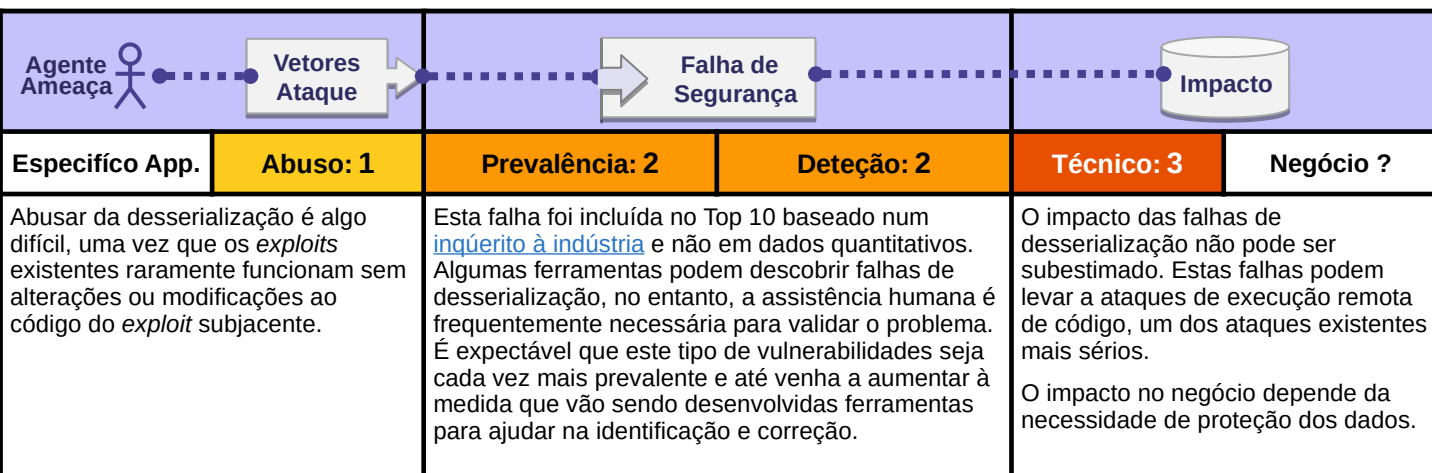 Agente
Ameaça
Vetores
Ataque
Falha de
Segurança
Impacto
Especifíco App.
Abuso: 1
Prevalência: 2
Deteção: 2
Técnico: 3
Negócio ?
Abusar da desserialização é algo
difícil, uma vez que os exploits
existentes raramente funcionam sem
alterações ou modificações ao
código do exploit subjacente.
Esta falha foi incluída no Top 10 baseado num
inqúerito à indústria e não em dados quantitativos.
Algumas ferramentas podem descobrir falhas de
desserialização, no entanto, a assistência humana é
frequentemente necessária para validar o problema.
É expectável que este tipo de vulnerabilidades seja
cada vez mais prevalente e até venha a aumentar à
medida que vão sendo desenvolvidas ferramentas
para ajudar na identificação e correção.
O impacto das falhas de
desserialização não pode ser
subestimado. Estas falhas podem
levar a ataques de execução remota
de código, um dos ataques existentes
mais sérios.
O impacto no negócio depende da
necessidade de proteção dos dados.